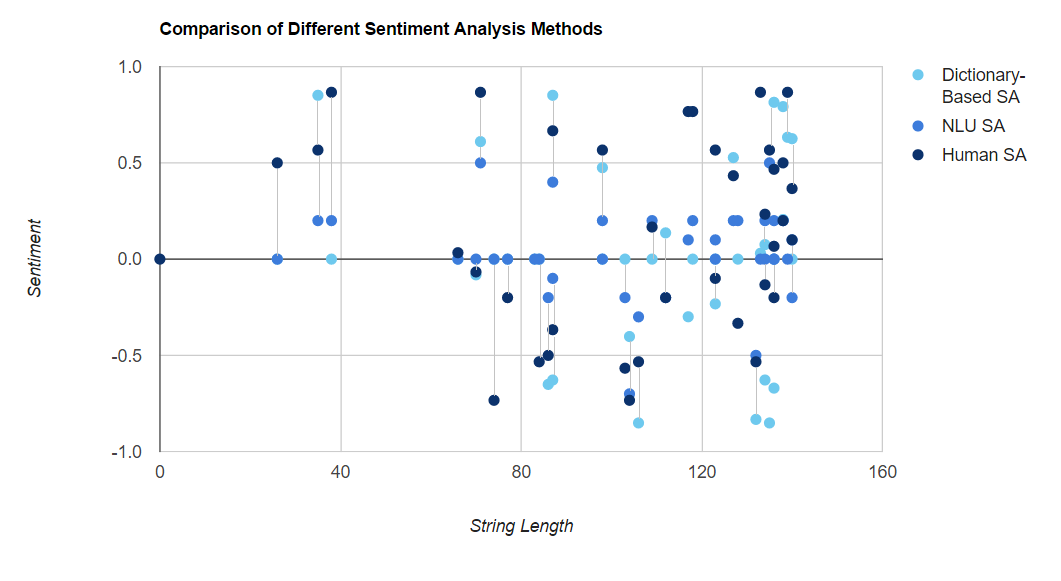 Comparison of Different Sentiment Analysis Methods
1.0
0.5
0.0
-0.5
-1.0
0
40
80
120
160
Sentiment
String Length
Dictionary-
Based SA
NLU SA
Human SA